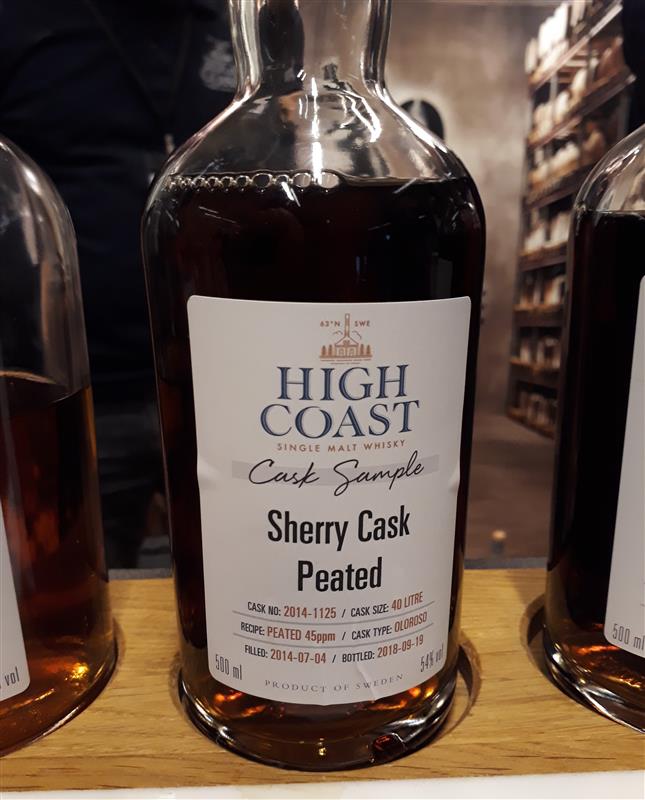 63°N SWE
HIGH
COAST
SINGLE MALT WHISKY
Cask Sample
Sherry Cask
Peated
CASK NO: 2014-1125 / CASK SIZE: 40 LITRE
RECIPE: PEATED 45ppm / CASK TYPE: OLOROSO
FILLED: 2014-07-04 / BOTTLED: 2018-09-19
500 ml
54% vol
PRODUCT OF SWEDEN
vol
500 ml